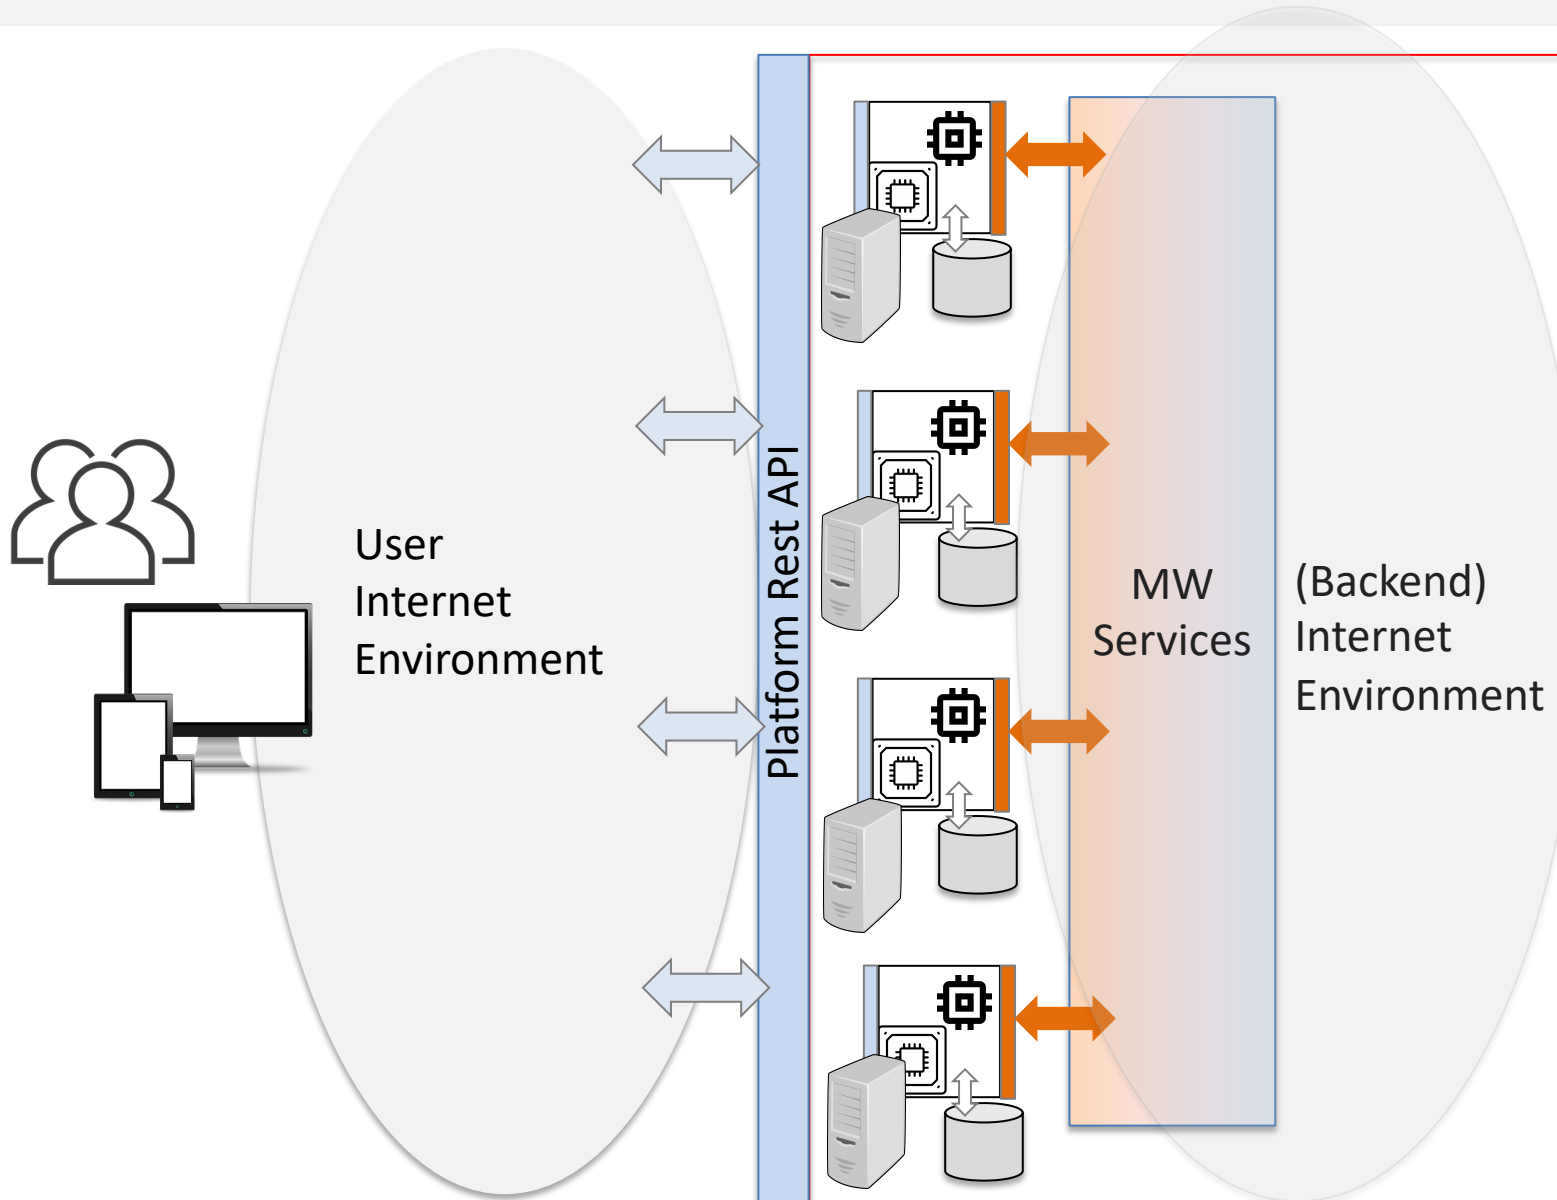 User
Internet
Environment
Platform Rest API
MW
Services
(Backend)
Internet
Environment